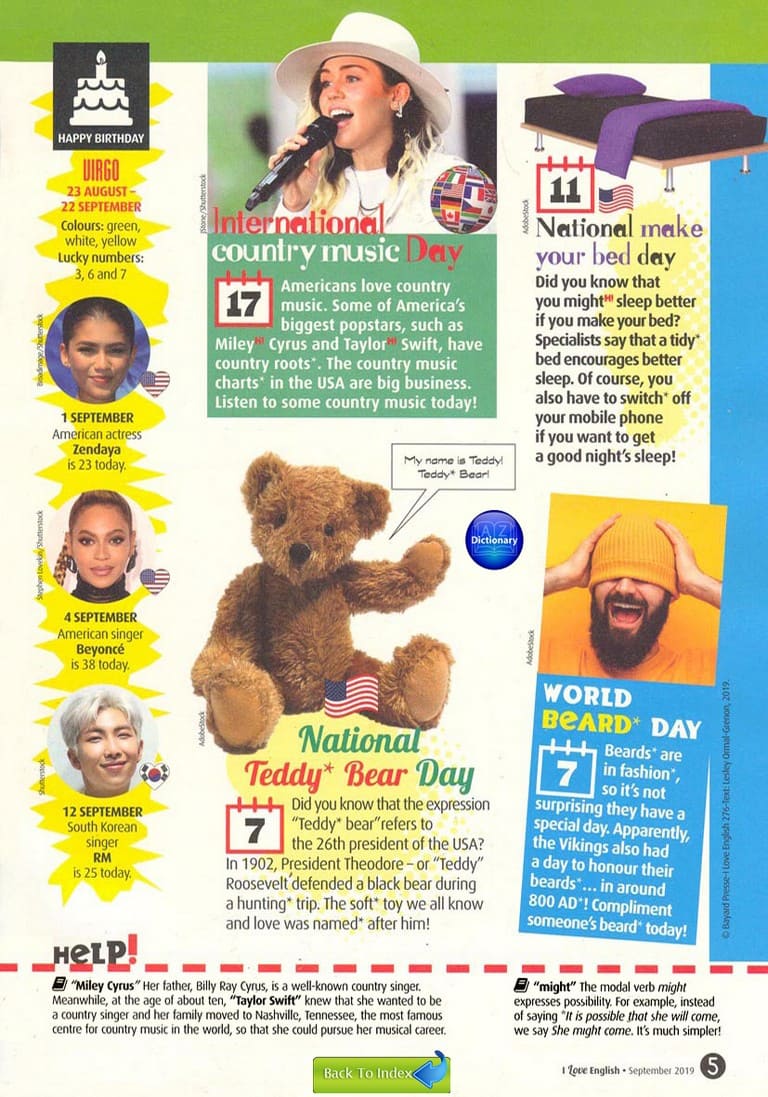 HAPPY BIRTHDAY
VIRGO
23 AUGUST –
22 SEPTEMBER
Colours: green,
white, yellow
Lucky numbers:
3, 6 and 7
1 SEPTEMBER
American actress
Zendaya
is 23 today.
Stephen Lovekin/Shutterstock
4 SEPTEMBER
American singer
Beyoncé
is 38 today.
Shutterstock
12 SEPTEMBER
South Korean
singer
RM
is 25 today.
JStone/Shutterstock
International
country music Day
17
Americans love country
music. Some of America's
biggest popstars, such as
Miley H! Cyrus and Taylor H! Swift, have
country roots*. The country music
charts* in the USA are big business.
Listen to some country music today!
AdobeStock
11
National make
your bed day
Did you know that
you might H! sleep better
if you make your bed?
Specialists say that a tidy*
bed encourages better
sleep. Of course, you
also have to switch* off
your mobile phone
if you want to get
a good night's sleep!
My name is Teddy!
Teddy* Bear!
A-Z
Dictionary
AdobeStock
National
Teddy* Bear Day
7
Did you know that the expression
"Teddy* bear"refers to
the 26th president of the USA?
In 1902, President Theodore – or "Teddy"
Roosevelt defended a black bear during
a hunting* trip. The soft* toy we all know
and love was named* after him!
AdobeStock
WORLD
BEARD* DAY
7
Beards* are
in fashion*,
so it's not
surprising they have a
special day. Apparently,
the Vikings also had
a day to honour their
beards*... in around
800 AD*! Compliment
someone's beard* today!
© Bayard Presse-I Love English 276-Text: Lesley Ormal-Grenon, 2019.
HELP!
"Miley Cyrus" Her father, Billy Ray Cyrus, is a well-known country singer.
Meanwhile, at the age of about ten, "Taylor Swift" knew that she wanted to be
a country singer and her family moved to Nashville, Tennessee, the most famous
centre for country music in the world, so that she could pursue her musical career.
"might" The modal verb might
expresses possibility. For example, instead
of saying *It is possible that she will come,
we say She might come. It's much simpler!
Back To Index
I Love English • September 2019 5